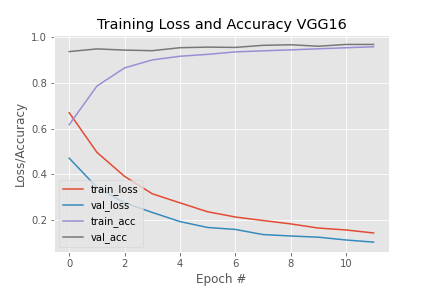 Training Loss and Accuracy VGG16
Loss/Accuracy
1.0
0.8
0.6
0.4
0.2
train_loss
val_loss
train_acc
val_acc
0 2 4 6 8 10
Epoch #